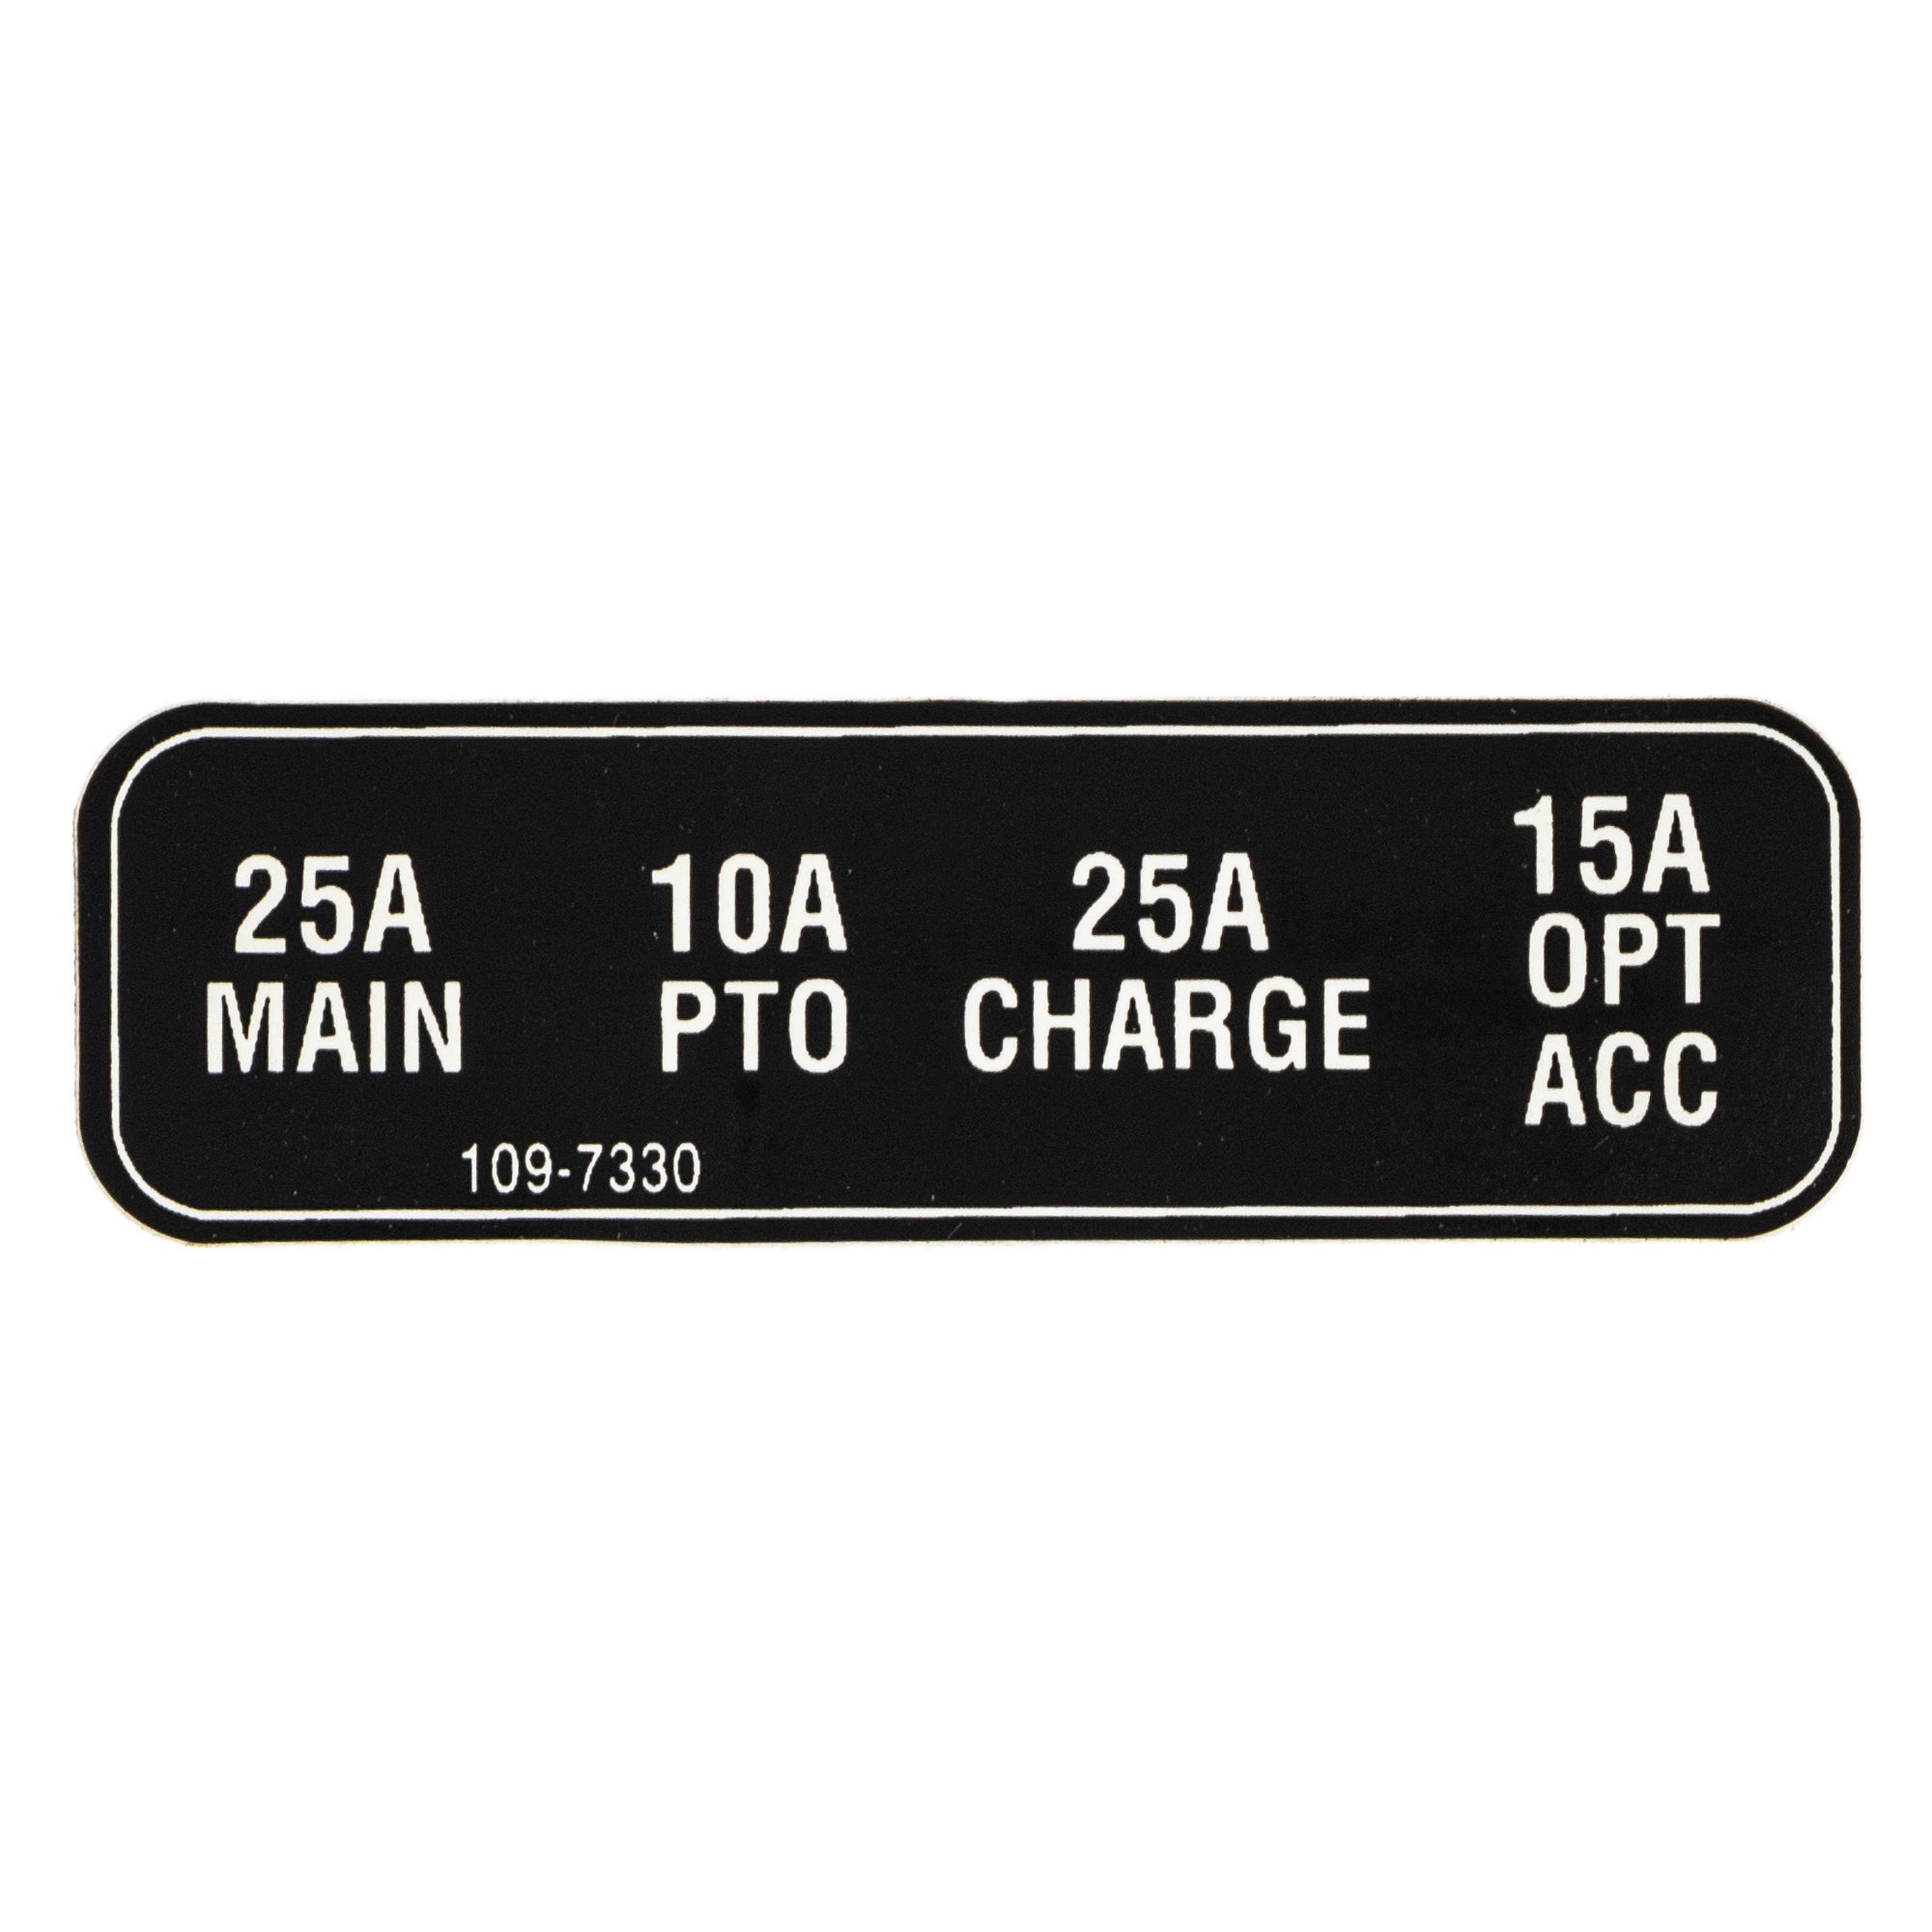 25A
MAIN
10A
PTO
25A
CHARGE
15A
OPT
ACC
109-7330